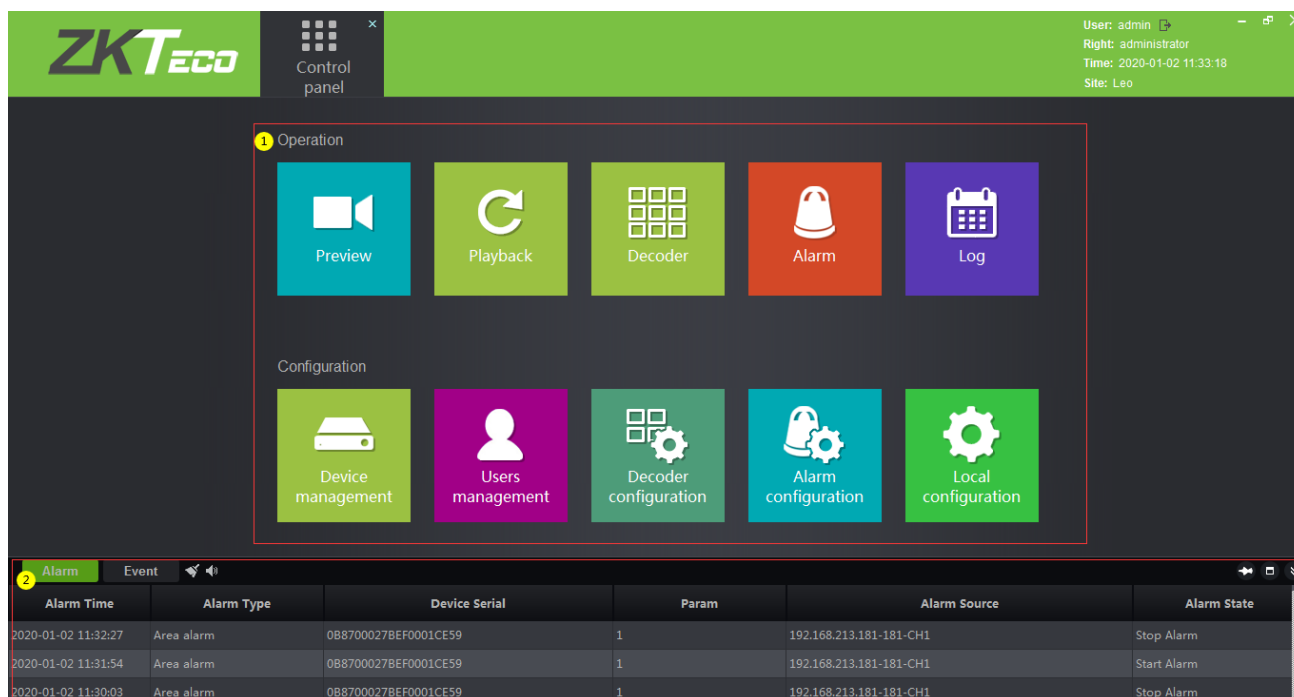 ZKTECO
Control
panel
User: admin
Right: administrator
Time: 2020-01-02 11:33:18
Site: Leo
1 Operation
Preview
Playback
Decoder
Alarm
Log
Configuration
Device
management
Users
management
Decoder
configuration
Alarm
configuration
Local
configuration
2 Alarm Event
Alarm Time Alarm Type Device Serial Param Alarm Source Alarm State
2020-01-02 11:32:27 Area alarm 0B8700027BEF0001CE59 1 192.168.213.181-181-CH1 Stop Alarm
2020-01-02 11:31:54 Area alarm 0B8700027BEF0001CE59 1 192.168.213.181-181-CH1 Start Alarm
2020-01-02 11:30:03 Area alarm 0B8700027BEF0001CE59 1 192.168.213.181-181-CH1 Stop Alarm